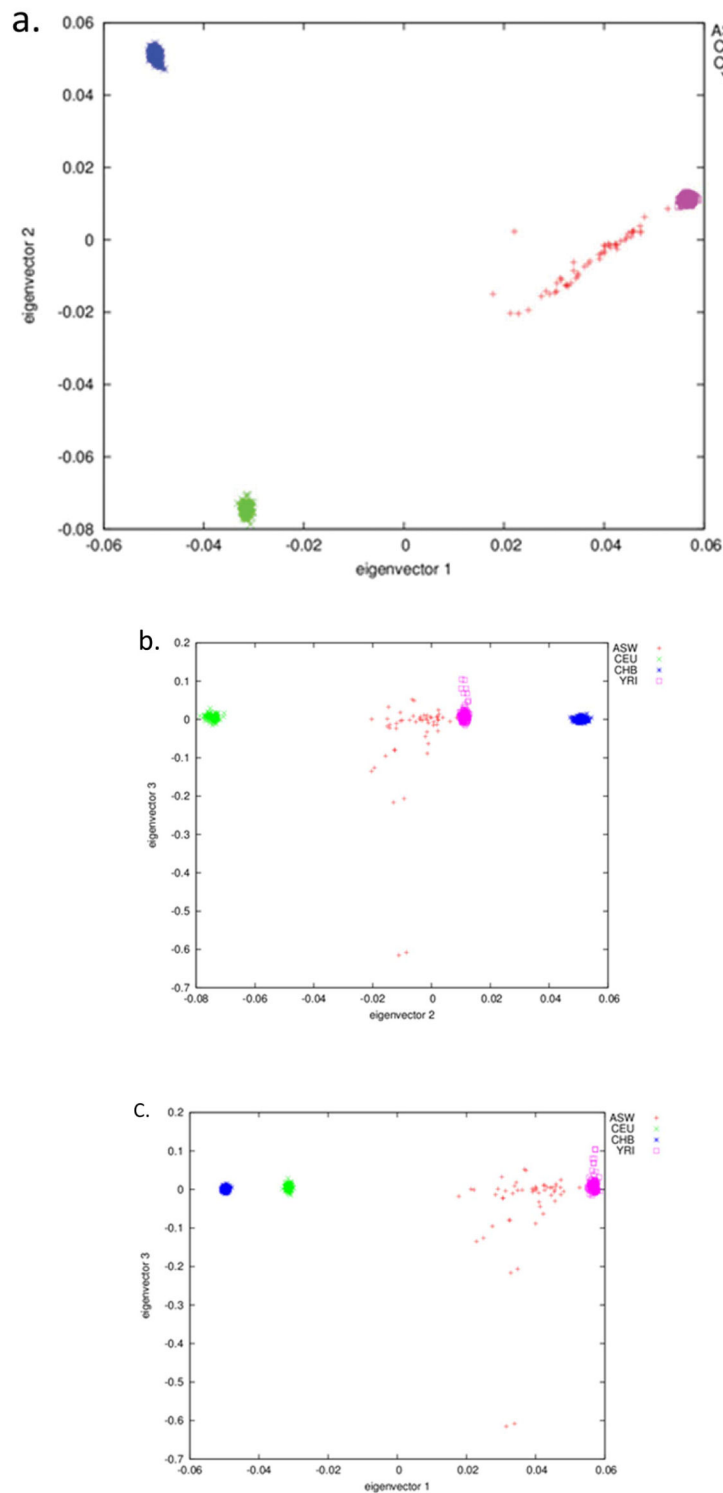 a.
0.06
0.04
0.02
0
-0.02
-0.04
-0.06
-0.08
eigenvector 2
-0.06 -0.04 -0.02 0 0.02 0.04 0.06
eigenvector 1
b.
0.2
0.1
0
-0.1
-0.2
-0.3
-0.4
-0.5
-0.6
-0.7
eigenvector 3
-0.08 -0.06 -0.04 -0.02 0 0.02 0.04 0.06
eigenvector 2
ASW
CEU
CHB
YRI
c.
0.2
0.1
0
-0.1
-0.2
-0.3
-0.4
-0.5
-0.6
-0.7
eigenvector 3
-0.06 -0.04 -0.02 0 0.02 0.04 0.06
eigenvector 1
ASW
CEU
CHB
YRI